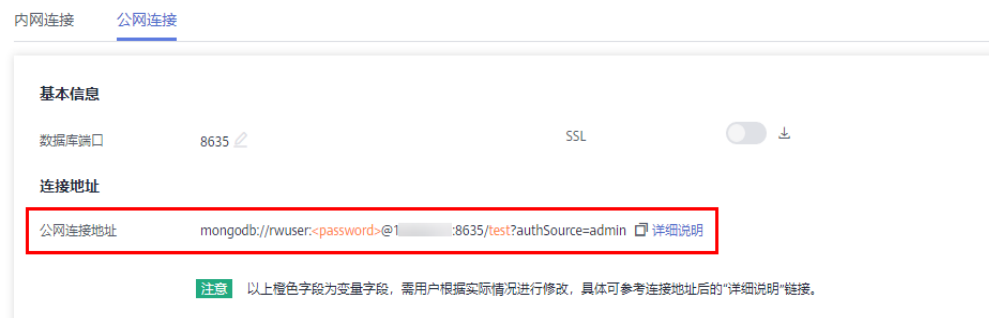 内网连接 公网连接
基本信息
数据库端口 8635 SSL
连接地址
公网连接地址 mongodb://rwuser:<password>@1 :8635/test?authSource=admin 详细说明
注意 以上橙色字段为变量字段，需用户根据实际情况进行修改，具体可参考连接地址后的“详细说明”链接。